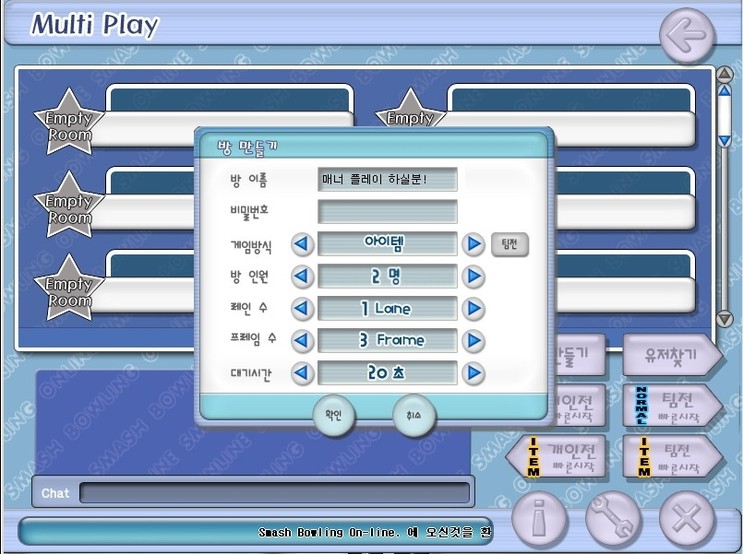 Multi Play
Empty
Room
Empty
Empty
Room
Empty
Room
방 만들기
방 이름 매너 플레이 하실분!
비밀번호
게임방식 아이템 팀전
방 인원 2 명
레인 수 1 Lane
프레임 수 3 Frame
대기시간 20 초
확인 취소
만들기 유저찾기
개인전
빠른시작
NORMAL 팀전
빠른시작
ITEM 개인전
빠른시작
ITEM 팀전
빠른시작
Chat
Smash Bowling On-line. 에 오신것을 환
SMASH BOWLING ONLINE